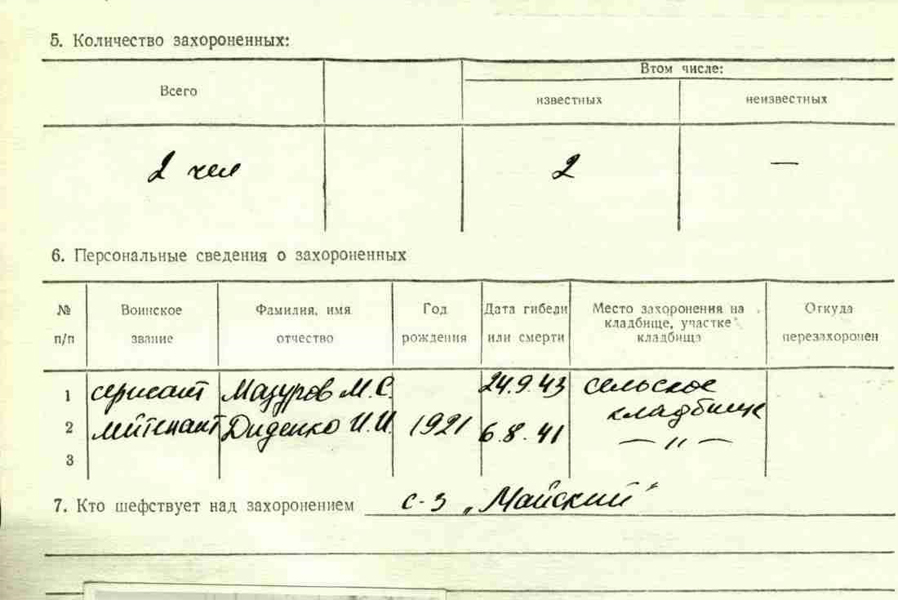 5. Количество захороненных:
Всего
Втом числе:
известных
неизвестных
2 чел
2
—
6. Персональные сведения о захороненных
№ п/п
Воинское звание
Фамилия, имя отчество
Год рождения
Дата гибели или смерти
Место захоронения на кладбище, участке кладбища
Откуда перезахоронен
1 сержант Мазуров М.С. 24.9.43 сельское кладбище
2 лейтенант Диденко И.И. 1921 6.8.41 — " —
3
7. Кто шефствует над захоронением с-з „Майский"